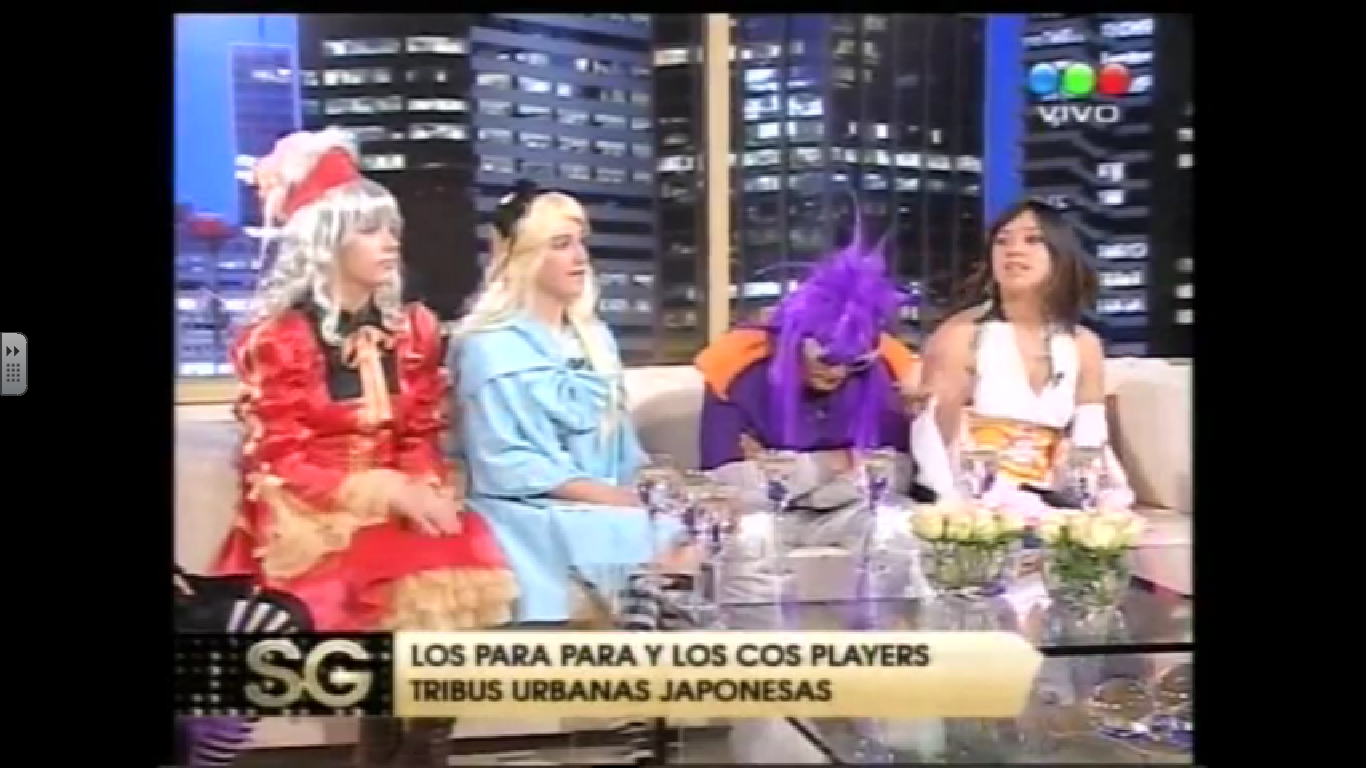 VIVO
SG
LOS PARA PARA Y LOS COS PLAYERS
TRIBUS URBANAS JAPONESAS